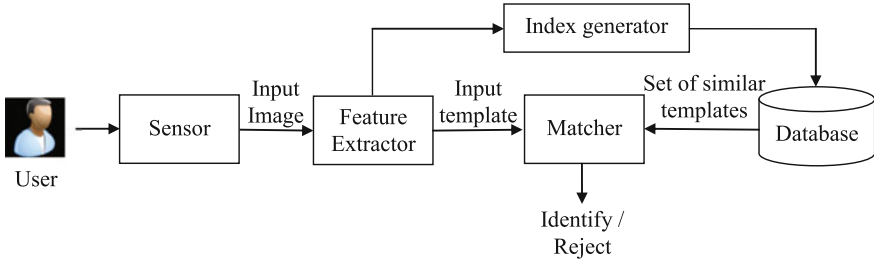 Index generator
User
Sensor
Input
Image
Feature
Extractor
Input
template
Matcher
Set of similar
templates
Database
Identify /
Reject